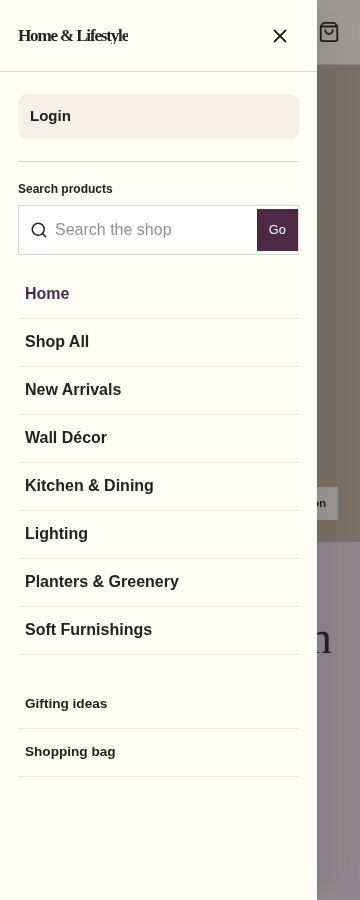 Home & Lifestyle
Login
Search products
Search the shop
Go
Home
Shop All
New Arrivals
Wall Décor
Kitchen & Dining
Lighting
Planters & Greenery
Soft Furnishings
Gifting ideas
Shopping bag